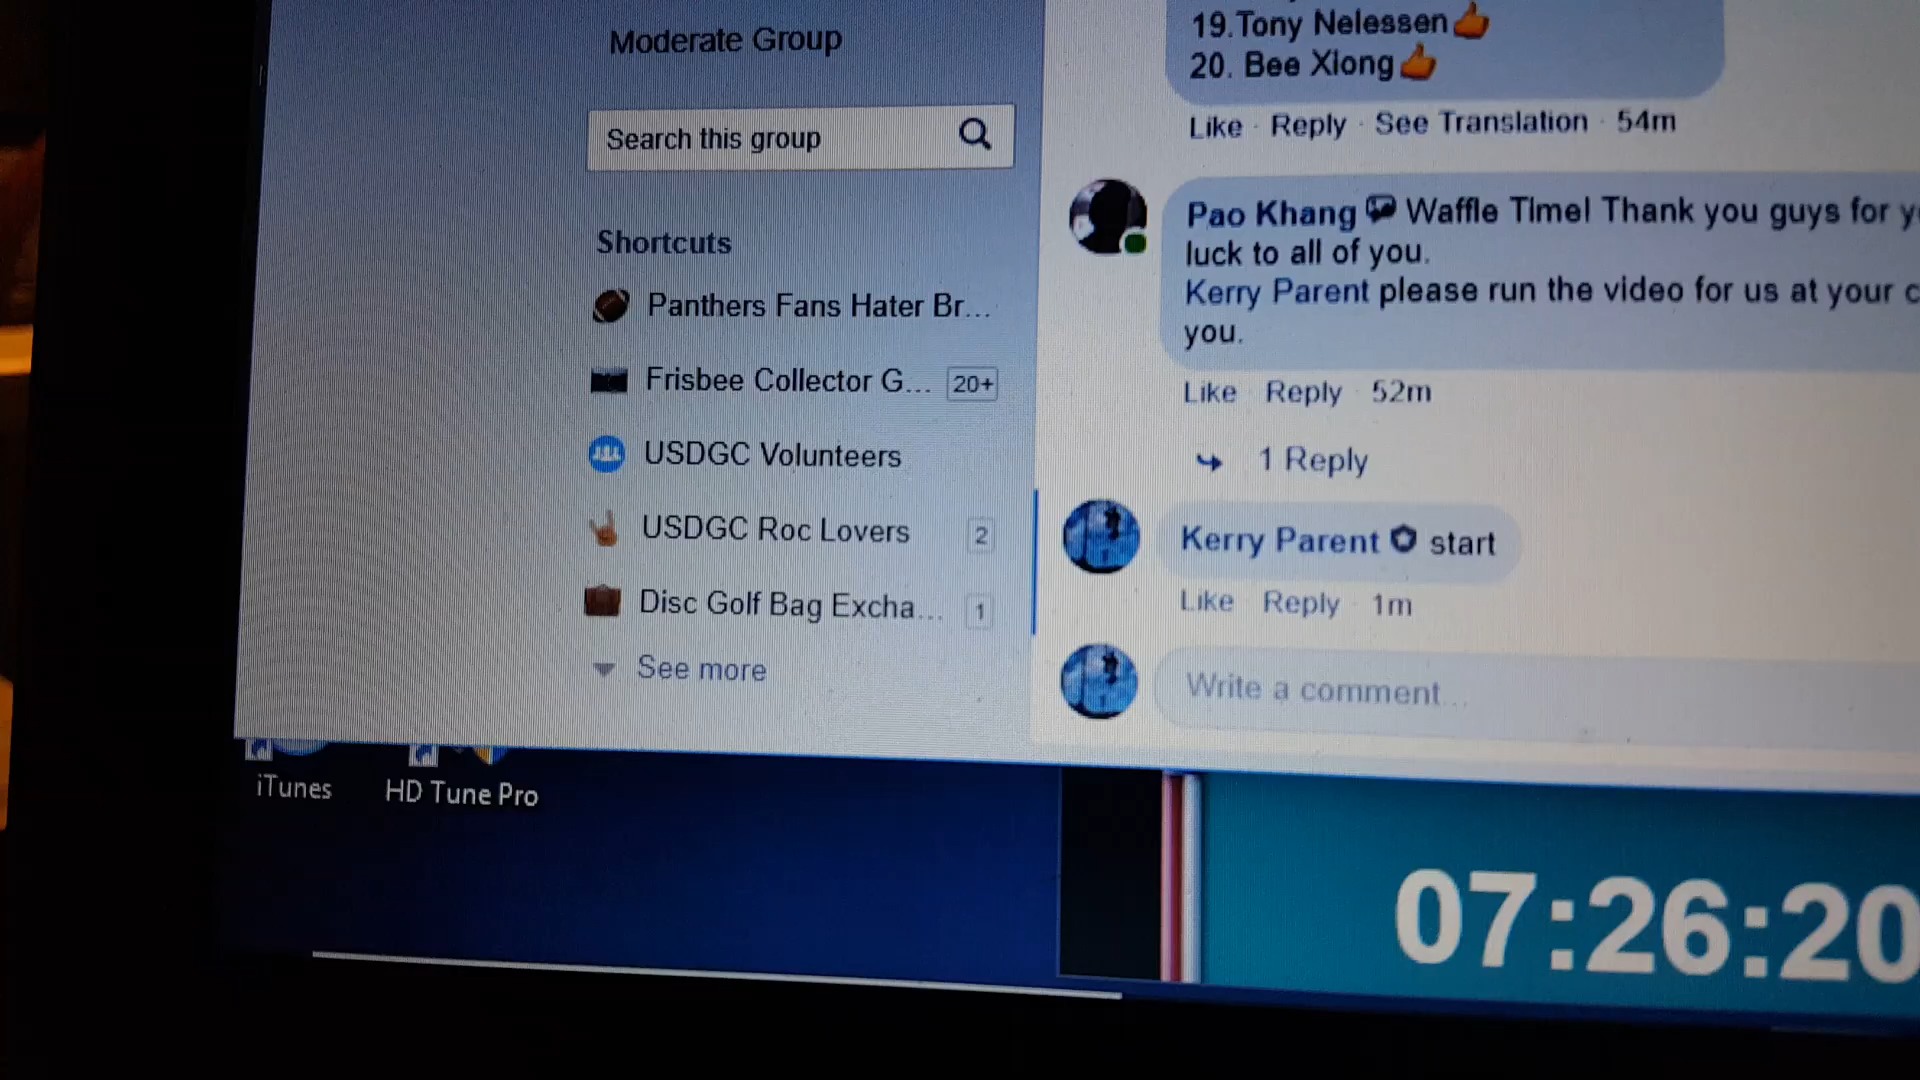 Moderate Group
Search this group
Shortcuts
Panthers Fans Hater Br...
Frisbee Collector G... 20+
USDGC Volunteers
USDGC Roc Lovers 2
Disc Golf Bag Excha... 1
See more
19.Tony Nelessen
20. Bee Xiong
Like · Reply · See Translation · 54m
Pao Khang Waffle Time! Thank you guys for y
luck to all of you.
Kerry Parent please run the video for us at your c
you.
Like · Reply · 52m
1 Reply
Kerry Parent start
Like · Reply · 1m
Write a comment...
iTunes
HD Tune Pro
07:26:20